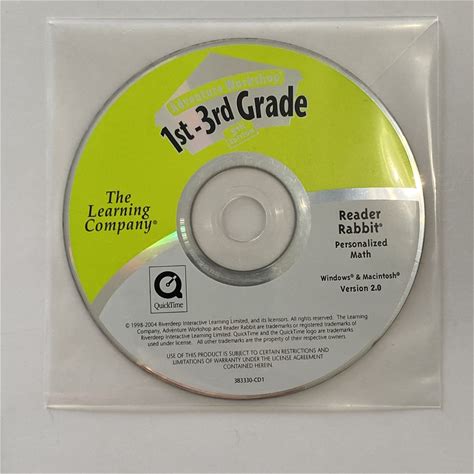 Adventure Workshop
1st-3rd Grade
5th Edition
The
Learning
Company®
Reader
Rabbit®
Personalized
Math
Windows® & Macintosh®
Version 2.0
QuickTime
© 1998-2004 Riverdeep Interactive Learning Limited, and its licensors. All rights reserved. The Learning
Company, Adventure Workshop and Reader Rabbit are trademarks or registered trademarks of
Riverdeep Interactive Learning Limited. QuickTime and the QuickTime logo are trademarks
used under license. All other trademarks are the property of their respective owners.
USE OF THIS PRODUCT IS SUBJECT TO CERTAIN RESTRICTIONS AND
LIMITATIONS OF WARRANTY UNDER THE LICENSE AGREEMENT
CONTAINED HEREIN.
383330-CD1